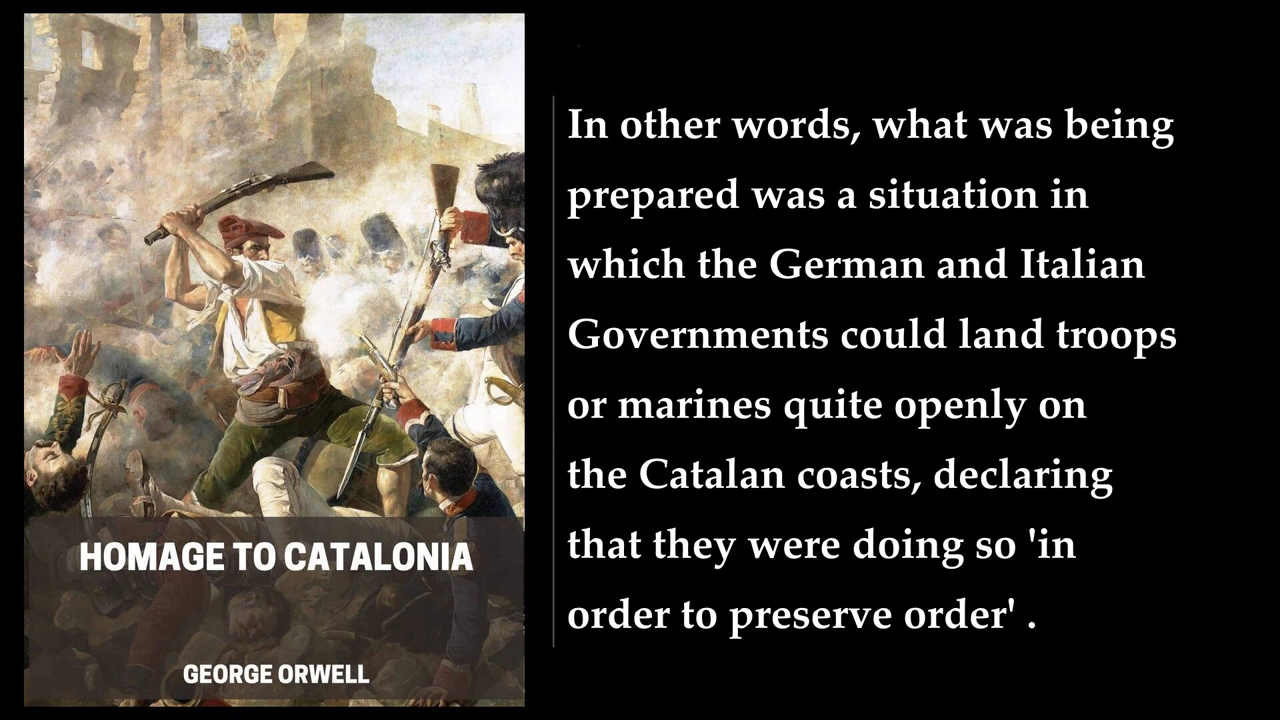 HOMAGE TO CATALONIA
GEORGE ORWELL
In other words, what was being
prepared was a situation in
which the German and Italian
Governments could land troops
or marines quite openly on
the Catalan coasts, declaring
that they were doing so 'in
order to preserve order' .